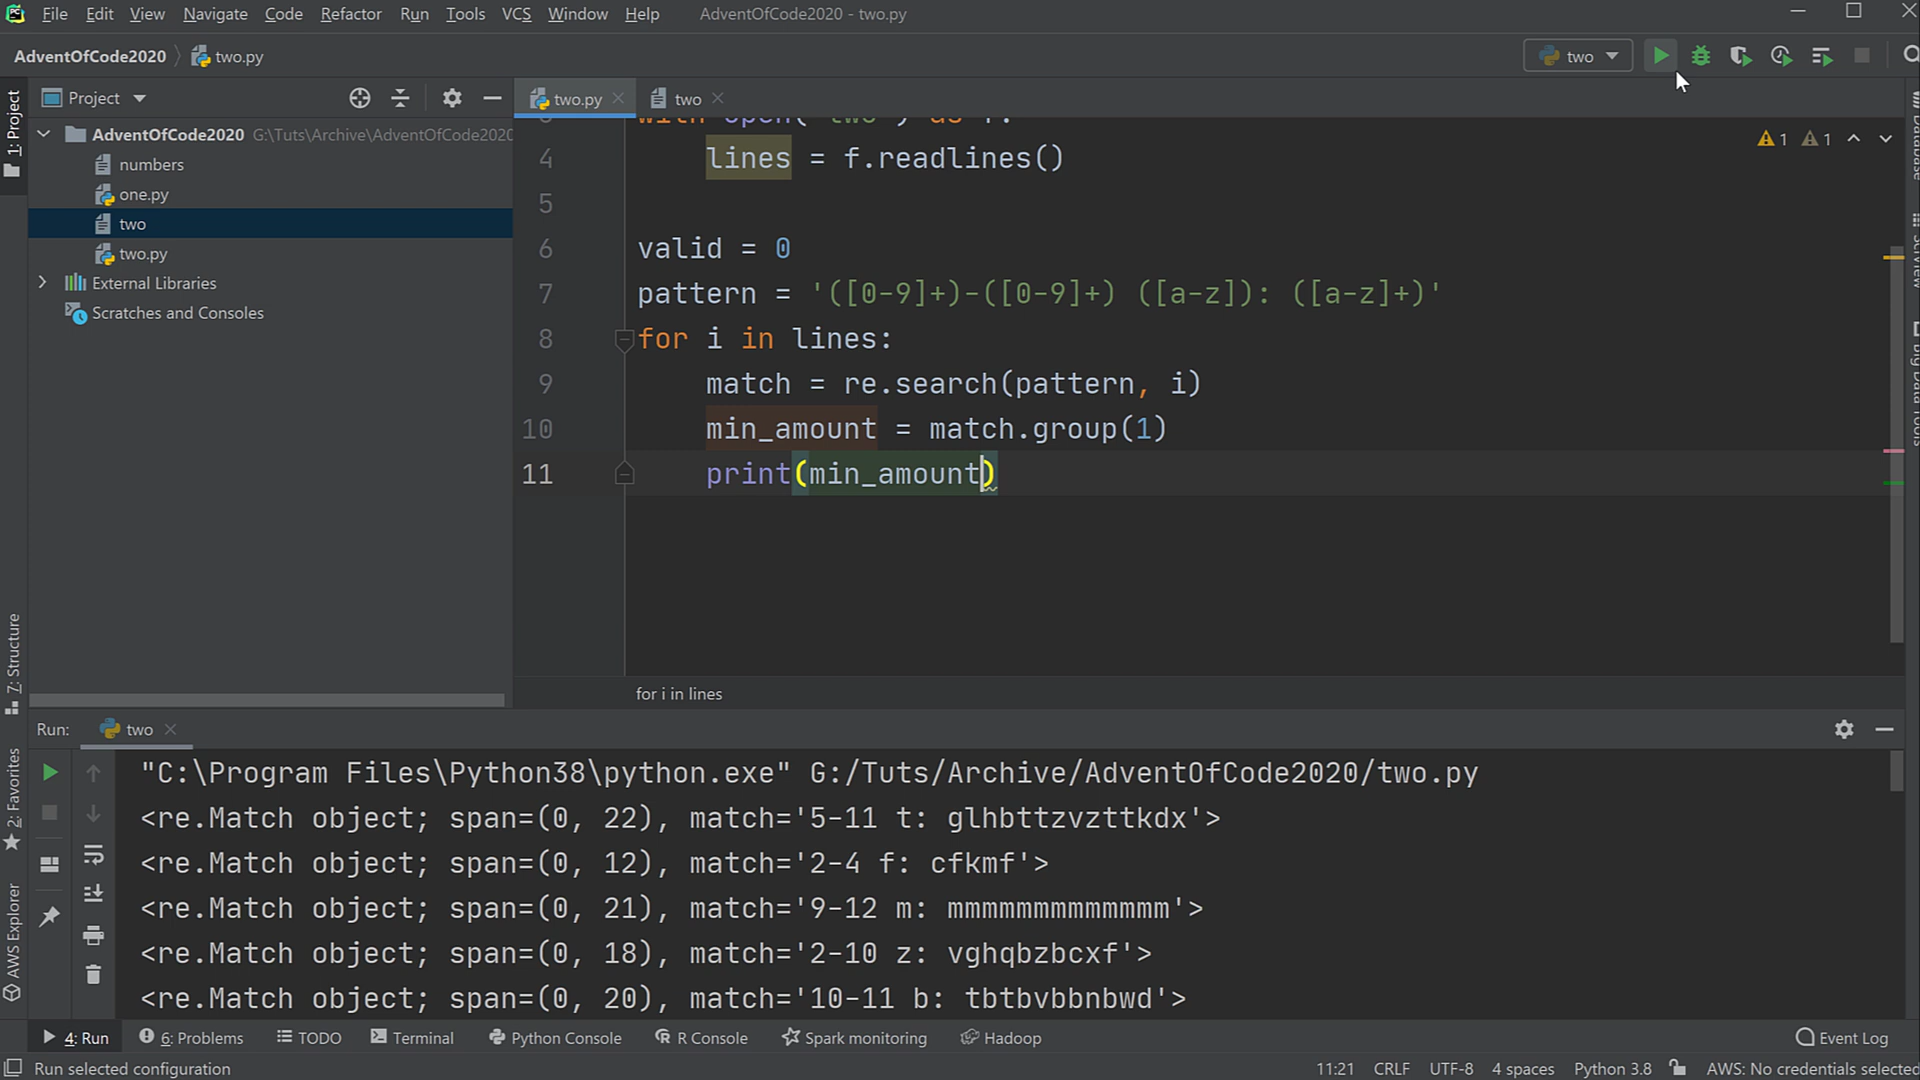 File Edit View Navigate Code Refactor Run Tools VCS Window Help AdventOfCode2020 - two.py
AdventOfCode2020 two.py
two
1: Project
Project
AdventOfCode2020 G:\Tuts\Archive\AdventOfCode2020
numbers
one.py
two
two.py
External Libraries
Scratches and Consoles
two.py
two
4 lines = f.readlines()
5
6 valid = 0
7 pattern = '([0-9]+)-([0-9]+) ([a-z]): ([a-z]+)'
8 for i in lines:
9 match = re.search(pattern, i)
10 min_amount = match.group(1)
11 print(min_amount)
1 1
for i in lines
7: Structure
2: Favorites
AWS Explorer
Run: two
"C:\Program Files\Python38\python.exe" G:/Tuts/Archive/AdventOfCode2020/two.py
<re.Match object; span=(0, 22), match='5-11 t: glhbttzvzttkdx'>
<re.Match object; span=(0, 12), match='2-4 f: cfkmf'>
<re.Match object; span=(0, 21), match='9-12 m: mmmmmmmmmmmmm'>
<re.Match object; span=(0, 18), match='2-10 z: vghqbzbcxf'>
<re.Match object; span=(0, 20), match='10-11 b: tbtbvbbnbwd'>
4: Run 6: Problems TODO Terminal Python Console R Console Spark monitoring Hadoop Event Log
Run selected configuration 11:21 CRLF UTF-8 4 spaces Python 3.8 AWS: No credentials selected